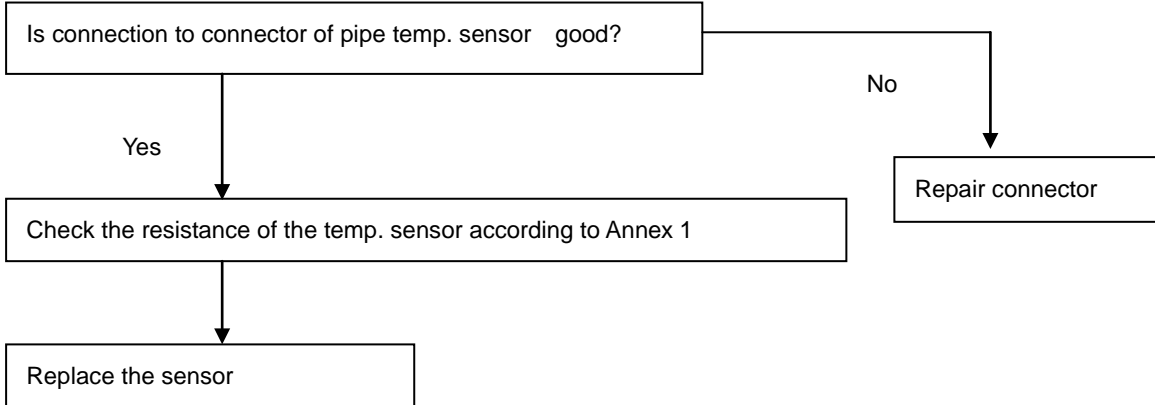 Is connection to connector of pipe temp. sensor good?
No
Yes
Repair connector
Check the resistance of the temp. sensor according to Annex 1
Replace the sensor